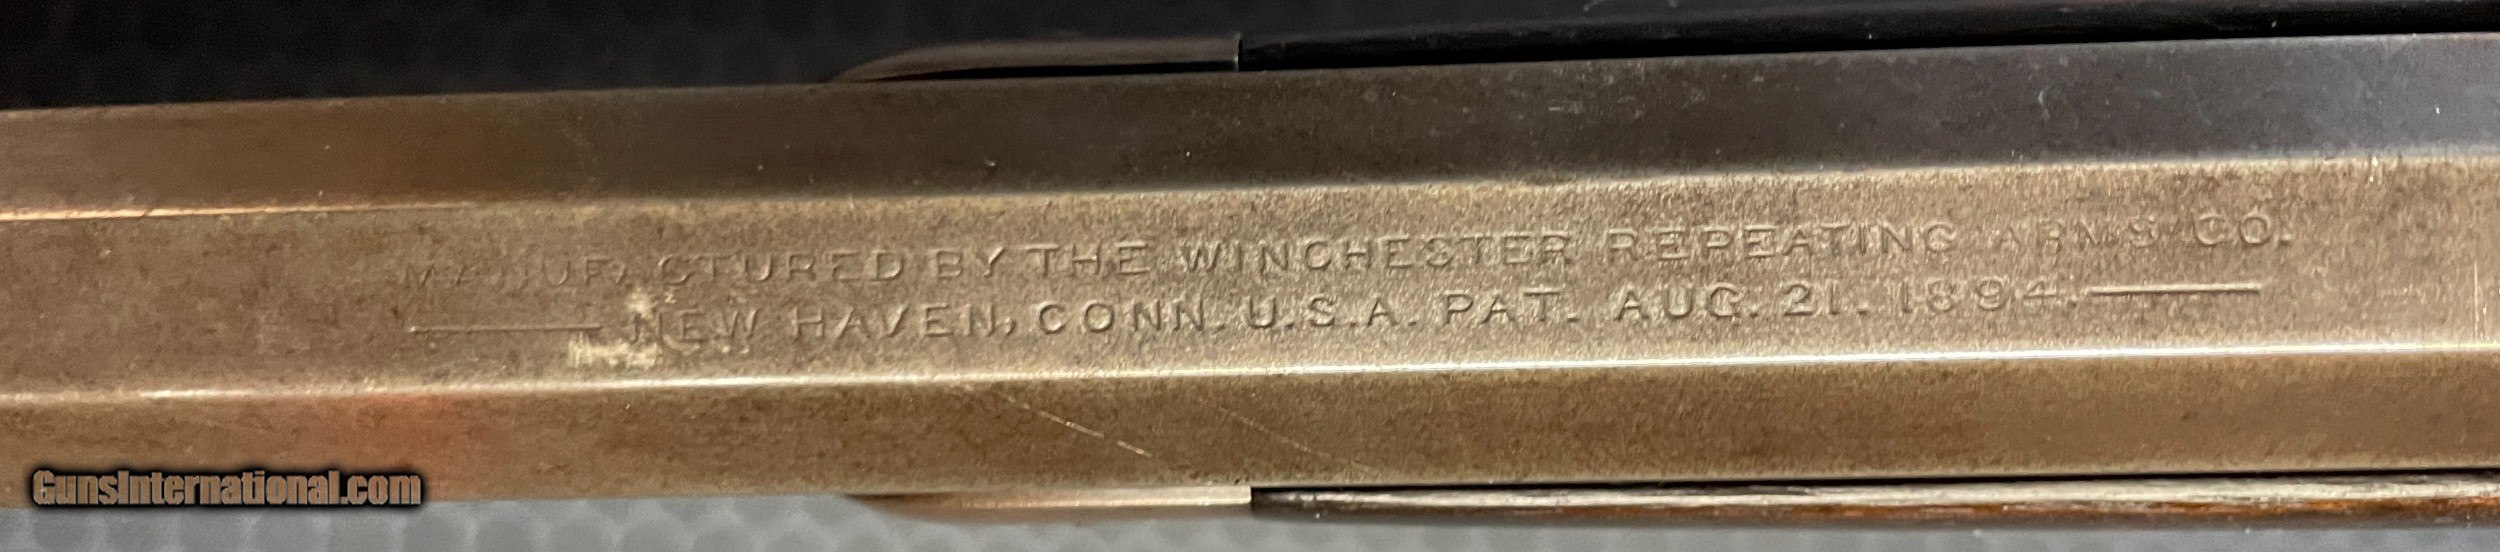 MANUFACTURED BY THE WINCHESTER REPEATING ARMS CO.
NEW HAVEN, CONN. U.S.A. PAT. AUG. 21. 1894.
GunsInternational.com